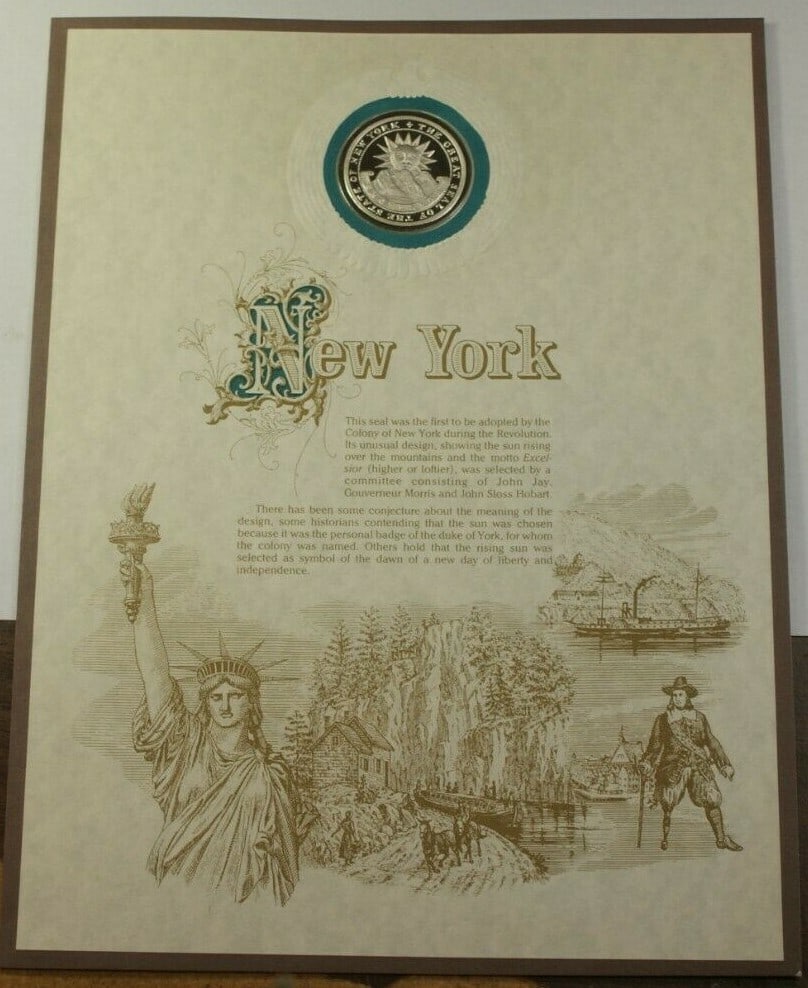 THE GREAT SEAL OF THE STATE OF NEW YORK
New York
This seal was the first to be adopted by the
Colony of New York during the Revolution.
Its unusual design, showing the sun rising
over the mountains and the motto Excel-
sior (higher or loftier), was selected by a
committee consisting of John Jay,
Gouverneur Morris and John Sloss Hobart.
There has been some conjecture about the meaning of the
design, some historians contending that the sun was chosen
because it was the personal badge of the duke of York, for whom
the colony was named. Others hold that the rising sun was
selected as symbol of the dawn of a new day of liberty and
independence.